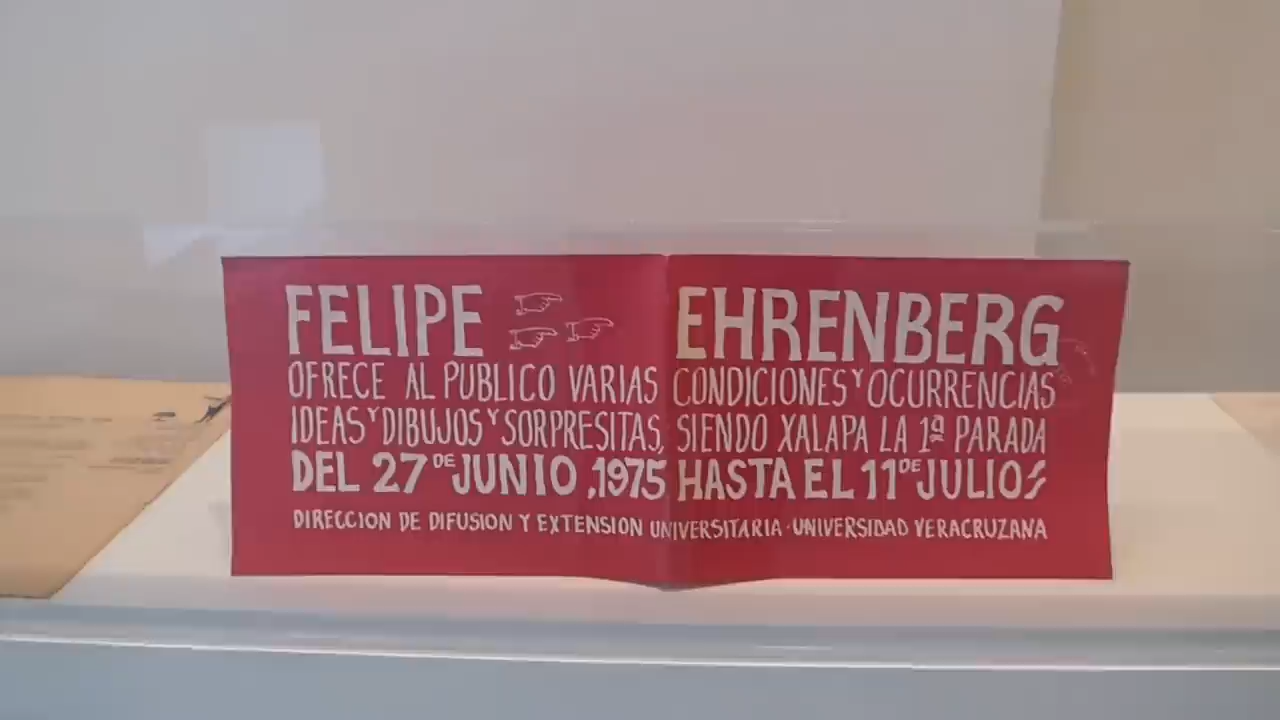 FELIPE EHRENBERG
OFRECE AL PUBLICO VARIAS CONDICIONES Y OCURRENCIAS
IDEAS Y DIBUJOS Y SORPRESITAS, SIENDO XALAPA LA 1ª PARADA
DEL 27 DE JUNIO, 1975 HASTA EL 11 DE JULIO
DIRECCION DE DIFUSION Y EXTENSION UNIVERSITARIA · UNIVERSIDAD VERACRUZANA